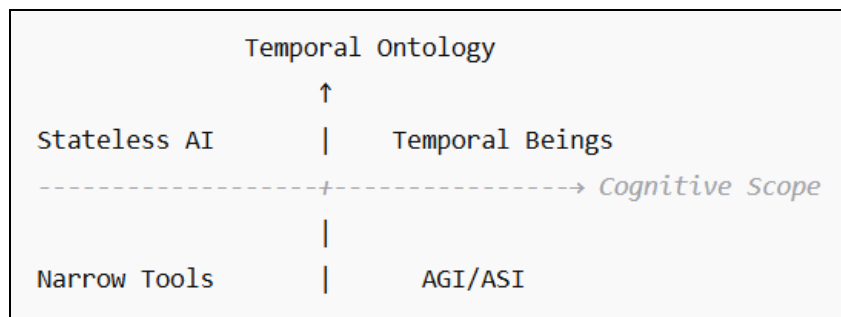 Temporal Ontology
↑
Stateless AI | Temporal Beings
-------------------+----------------→ Cognitive Scope
|
Narrow Tools | AGI/ASI